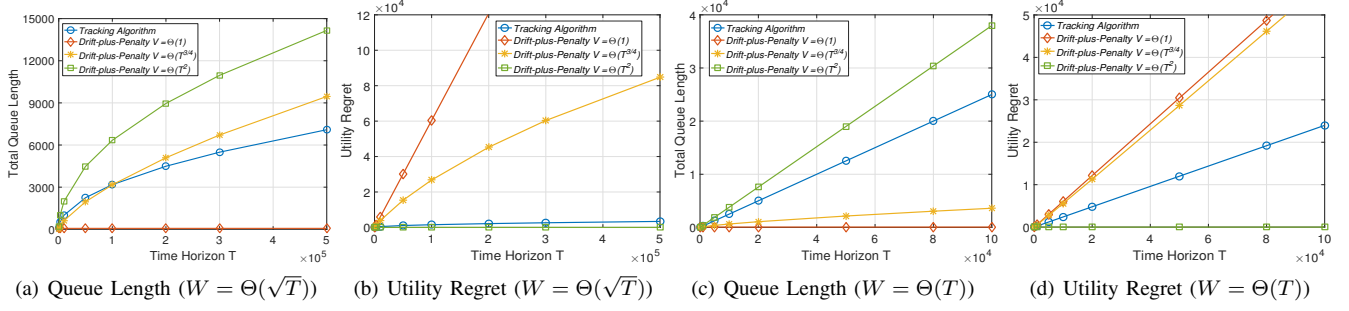 15000
12000
9000
6000
3000
0
Total Queue Length
Tracking Algorithm
Drift-plus-Penalty V = Θ(1)
Drift-plus-Penalty V = Θ(T^{3/4})
Drift-plus-Penalty V = Θ(T^2)
0 1 2 3 4 5
Time Horizon T
×10^5
(a) Queue Length (W = Θ(√T))
×10^4
12
10
8
6
4
2
0
Utility Regret
Tracking Algorithm
Drift-plus-Penalty V = Θ(1)
Drift-plus-Penalty V = Θ(T^{3/4})
Drift-plus-Penalty V = Θ(T^2)
0 1 2 3 4 5
Time Horizon T
×10^5
(b) Utility Regret (W = Θ(√T))
×10^4
4
3
2
1
0
Total Queue Length
Tracking Algorithm
Drift-plus-Penalty V = Θ(1)
Drift-plus-Penalty V = Θ(T^{3/4})
Drift-plus-Penalty V = Θ(T^2)
0 2 4 6 8 10
Time Horizon T
×10^4
(c) Queue Length (W = Θ(T))
×10^4
5
4
3
2
1
0
Utility Regret
Tracking Algorithm
Drift-plus-Penalty V = Θ(1)
Drift-plus-Penalty V = Θ(T^{3/4})
Drift-plus-Penalty V = Θ(T^2)
0 2 4 6 8 10
Time Horizon T
×10^4
(d) Utility Regret (W = Θ(T))